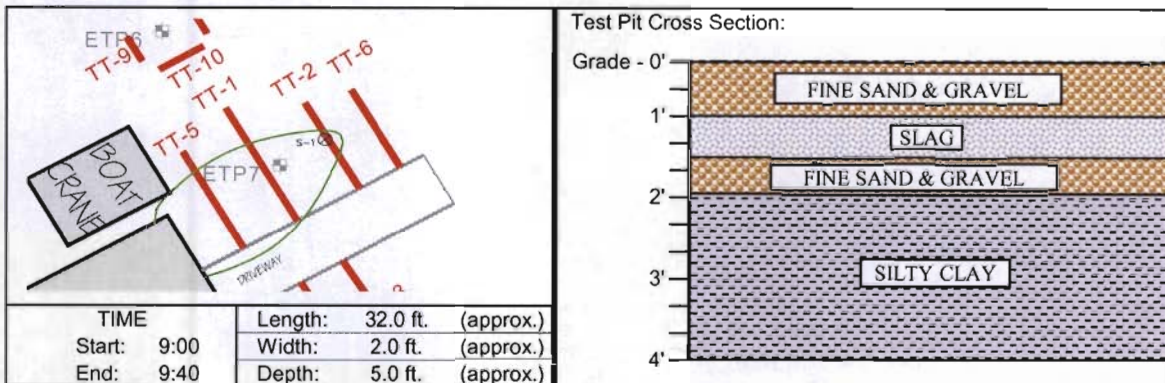 ETP6
TT-9
TT-10
TT-6
TT-2
TT-1
TT-5
S-1
ETP7
BOAT
CRANE
DRIVEWAY
TIME
Start: 9:00
End: 9:40
Length: 32.0 ft. (approx.)
Width: 2.0 ft. (approx.)
Depth: 5.0 ft. (approx.)
Test Pit Cross Section:
Grade - 0'
FINE SAND & GRAVEL
1'
SLAG
FINE SAND & GRAVEL
2'
SILTY CLAY
3'
4'